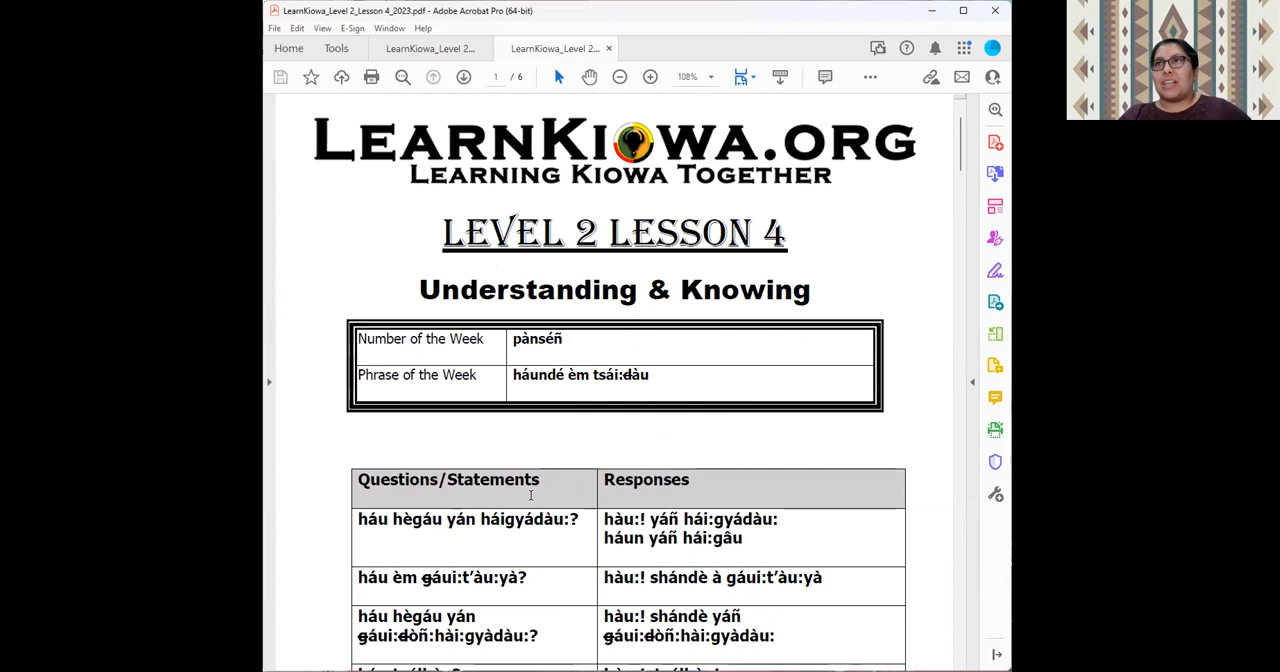 LearnKiowa_Level 2_Lesson 4_2023.pdf - Adobe Acrobat Pro (64-bit)
File Edit View E-Sign Window Help
Home Tools LearnKiowa_Level 2... LearnKiowa_Level 2... ×
1 / 6 108%
LEARNKIOWA.ORG
LEARNING KIOWA TOGETHER
LEVEL 2 LESSON 4
Understanding & Knowing
Number of the Week pànséñ
Phrase of the Week háundé èm tsái:đàu
Questions/Statements Responses
háu hègáu yán háigyádàu:? hàu:! yáñ hái:gyádàu:
háun yáñ hái:gâu
háu èm ǥáui:t’àu:yà? hàu:! shándè à gáui:t’àu:yà
háu hègáu yán hàu:! shándè yáñ
ǥáui:đòñ:hài:gyàdàu:? ǥáui:đòñ:hài:gyàdàu: